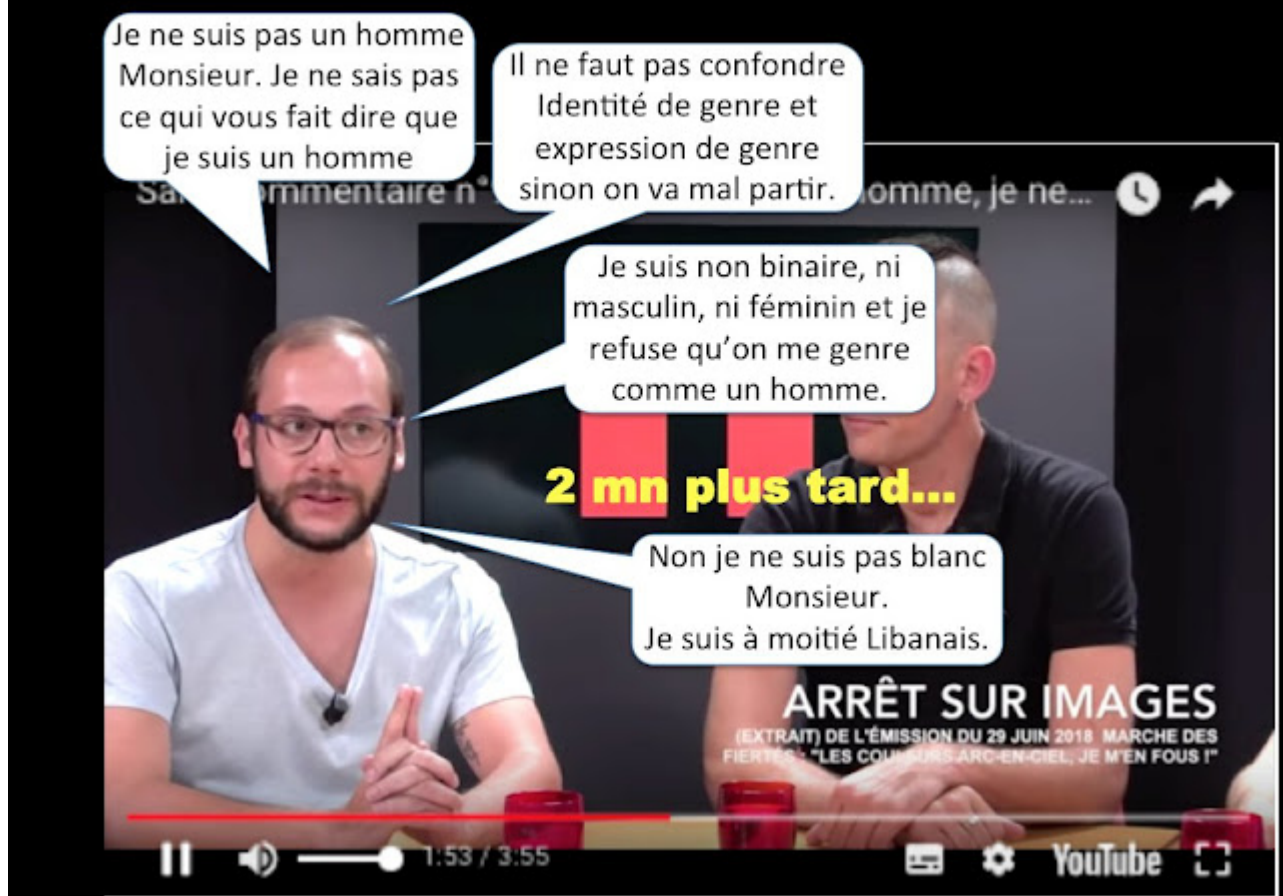 Je ne suis pas un homme
Monsieur. Je ne sais pas
ce qui vous fait dire que
je suis un homme
Il ne faut pas confondre
Identité de genre et
expression de genre
sinon on va mal partir.
ommentaire n°
omme, je ne...
Je suis non binaire, ni
masculin, ni féminin et je
refuse qu’on me genre
comme un homme.
2 mn plus tard...
Non je ne suis pas blanc
Monsieur.
Je suis à moitié Libanais.
ARRÊT SUR IMAGES
(EXTRAIT) DE L'ÉMISSION DU 29 JUIN 2018 MARCHE DES
FIERTÉS : "LES COULEURS ARC-EN-CIEL, JE M'EN FOUS !"
1:53 / 3:55
YouTube